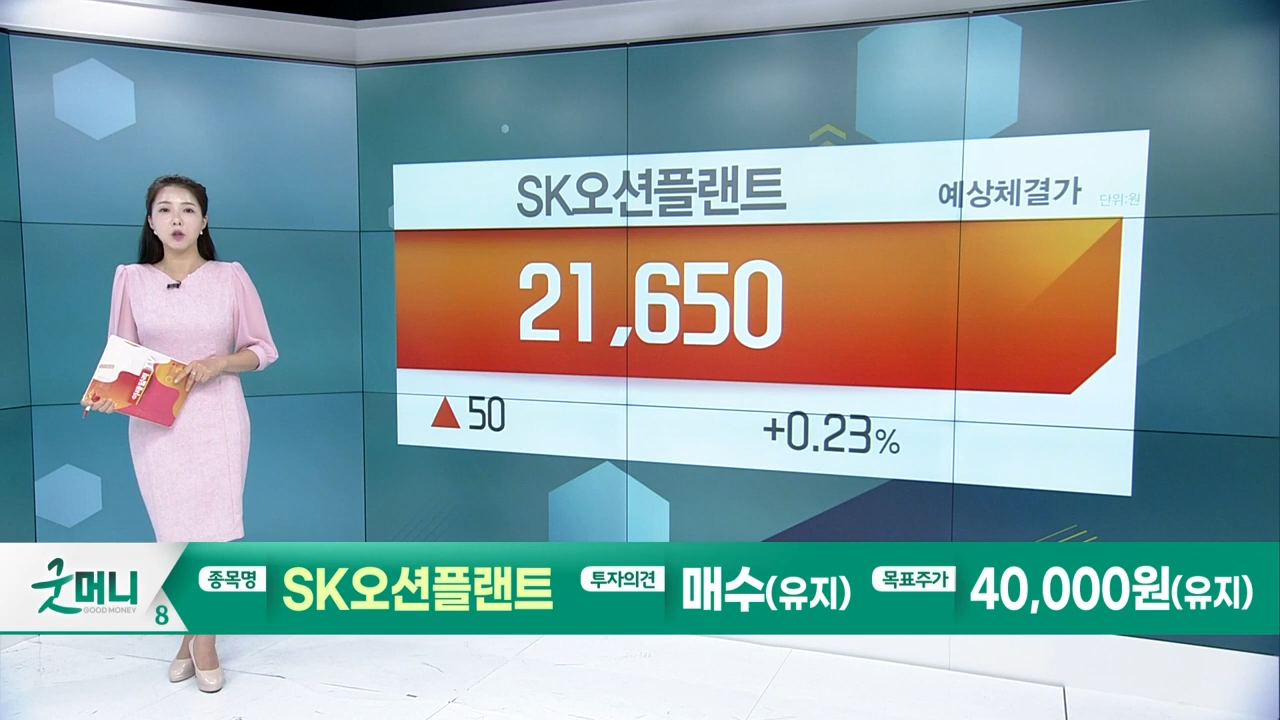 SK오션플랜트
예상체결가
단위:원
21,650
▲50
+0.23%
굿머니
GOOD MONEY
8
종목명
SK오션플랜트
투자의견
매수(유지)
목표주가
40,000원(유지)